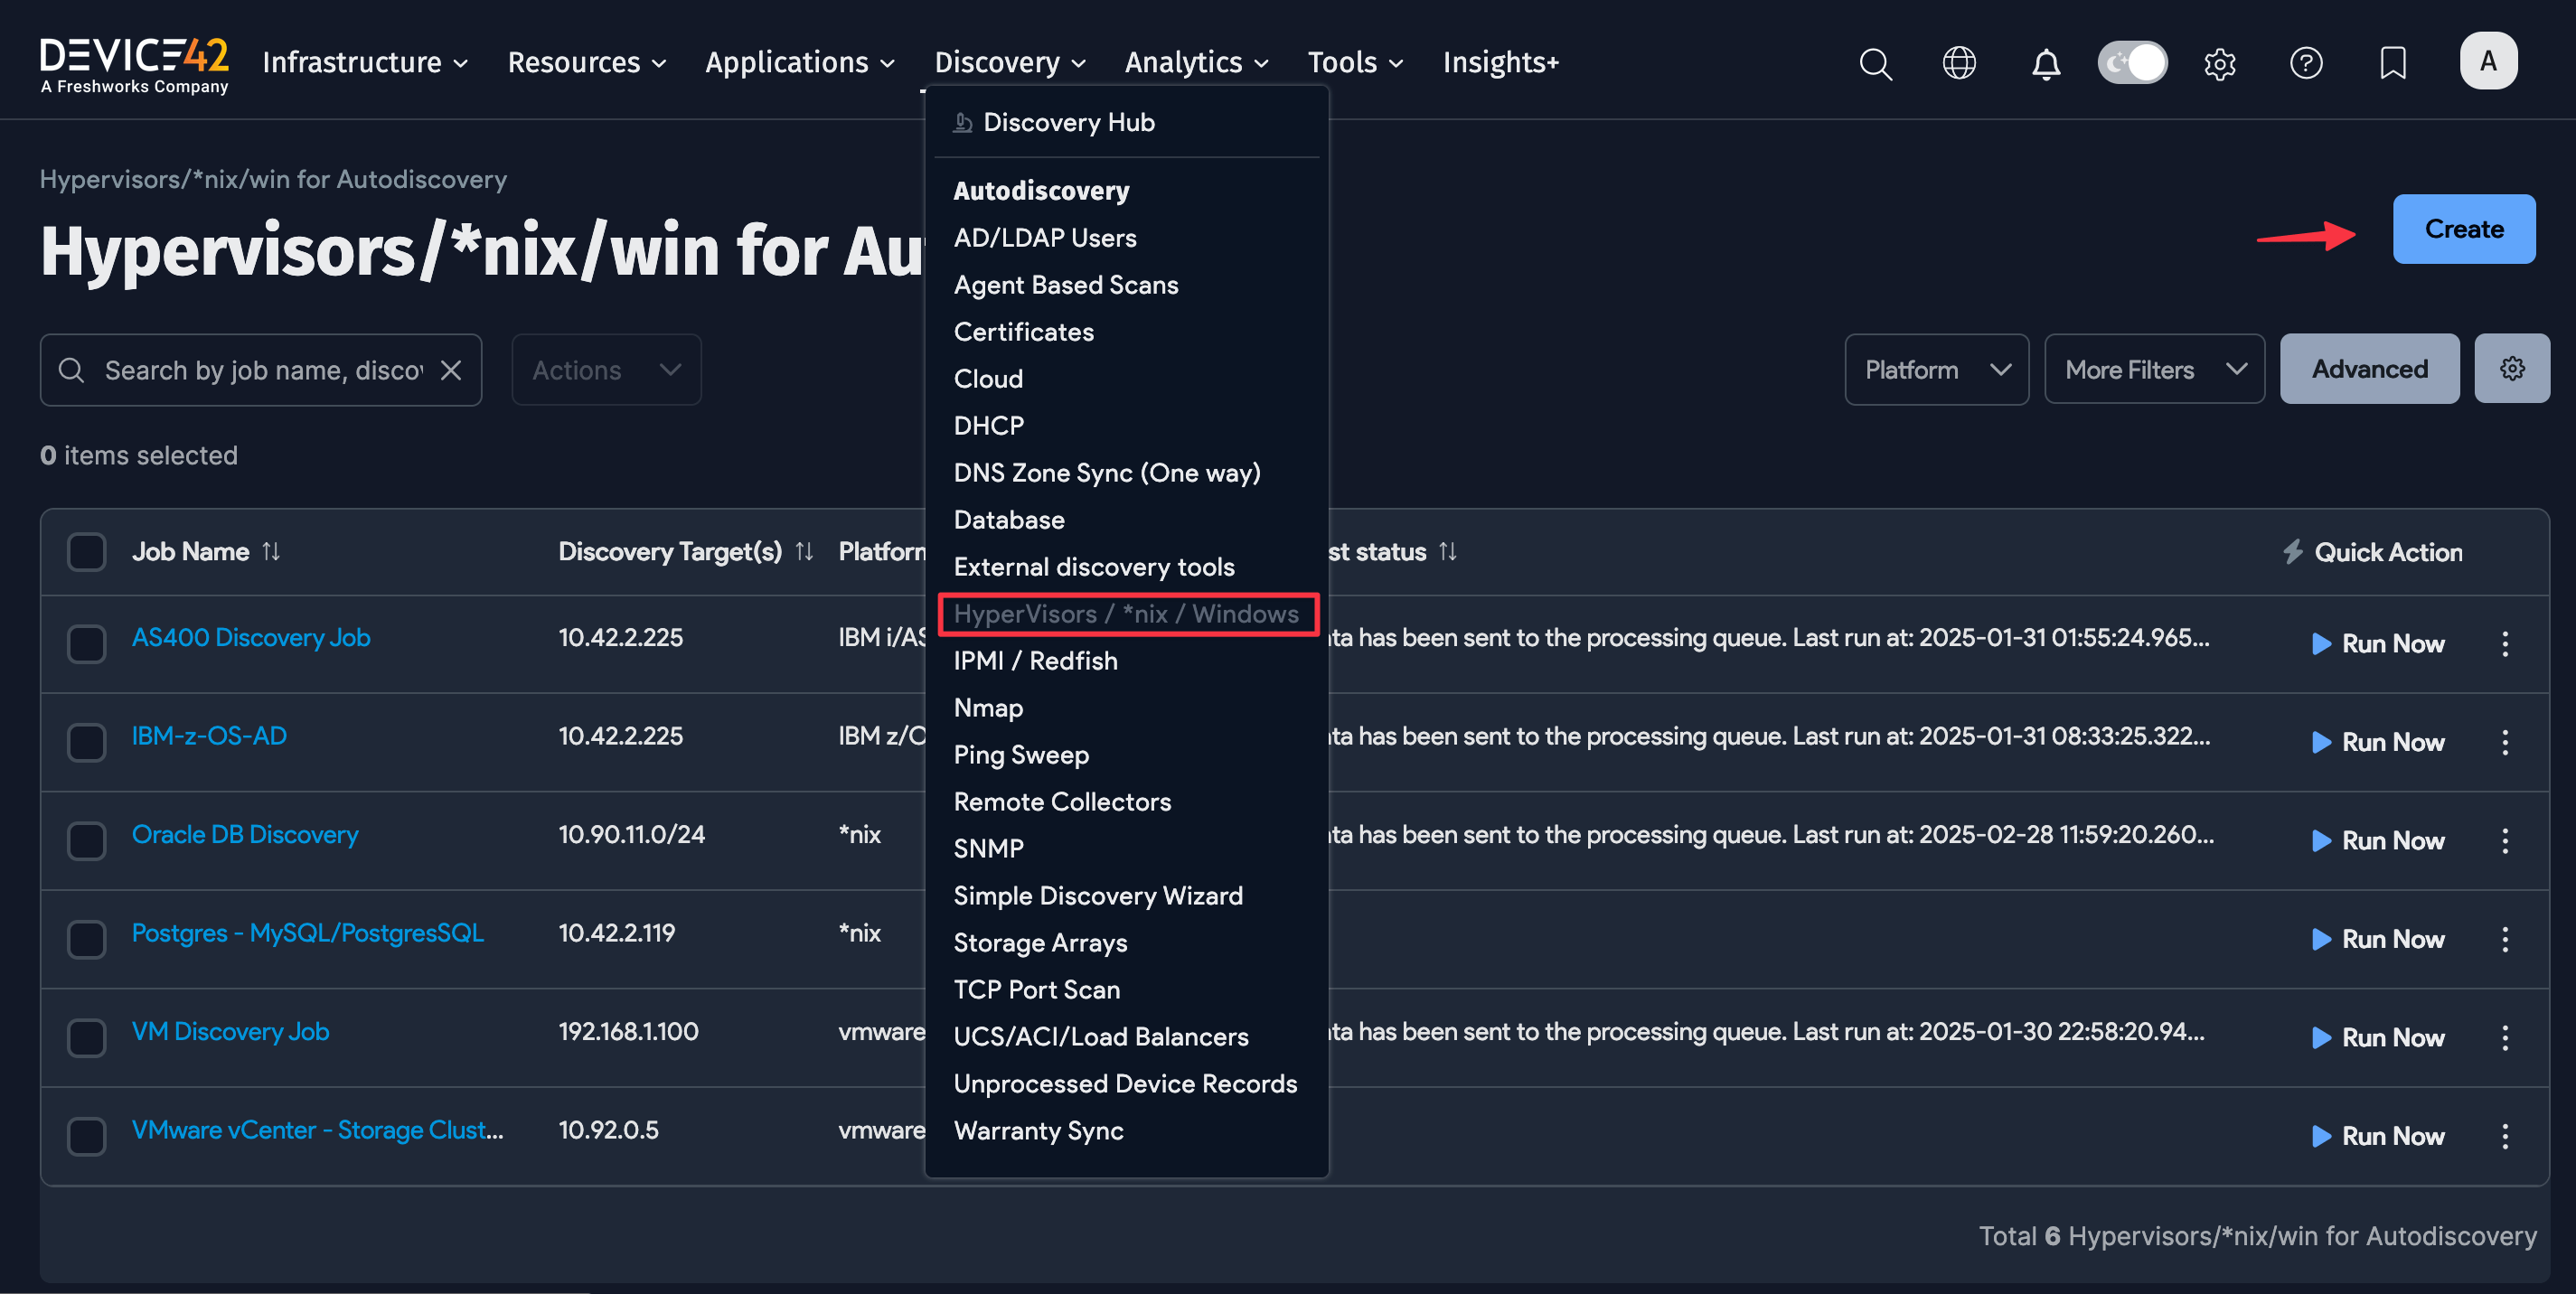 DEVICE42
A Freshworks Company
Infrastructure
Resources
Applications
Discovery
Analytics
Tools
Insights+
A
Discovery Hub
Autodiscovery
AD/LDAP Users
Agent Based Scans
Certificates
Cloud
DHCP
DNS Zone Sync (One way)
Database
External discovery tools
HyperVisors / *nix / Windows
IPMI / Redfish
Nmap
Ping Sweep
Remote Collectors
SNMP
Simple Discovery Wizard
Storage Arrays
TCP Port Scan
UCS/ACI/Load Balancers
Unprocessed Device Records
Warranty Sync
Hypervisors/*nix/win for Autodiscovery
Hypervisors/*nix/win for Au
Create
Search by job name, disco
Actions
Platform
More Filters
Advanced
0 items selected
Job Name Discovery Target(s) Platform st status Quick Action
AS400 Discovery Job 10.42.2.225 IBM i/AS ta has been sent to the processing queue. Last run at: 2025-01-31 01:55:24.965... Run Now
IBM-z-OS-AD 10.42.2.225 IBM z/O ta has been sent to the processing queue. Last run at: 2025-01-31 08:33:25.322... Run Now
Oracle DB Discovery 10.90.11.0/24 *nix ta has been sent to the processing queue. Last run at: 2025-02-28 11:59:20.260... Run Now
Postgres - MySQL/PostgresSQL 10.42.2.119 *nix Run Now
VM Discovery Job 192.168.1.100 vmware ta has been sent to the processing queue. Last run at: 2025-01-30 22:58:20.94... Run Now
VMware vCenter - Storage Clust... 10.92.0.5 vmware Run Now
Total 6 Hypervisors/*nix/win for Autodiscovery